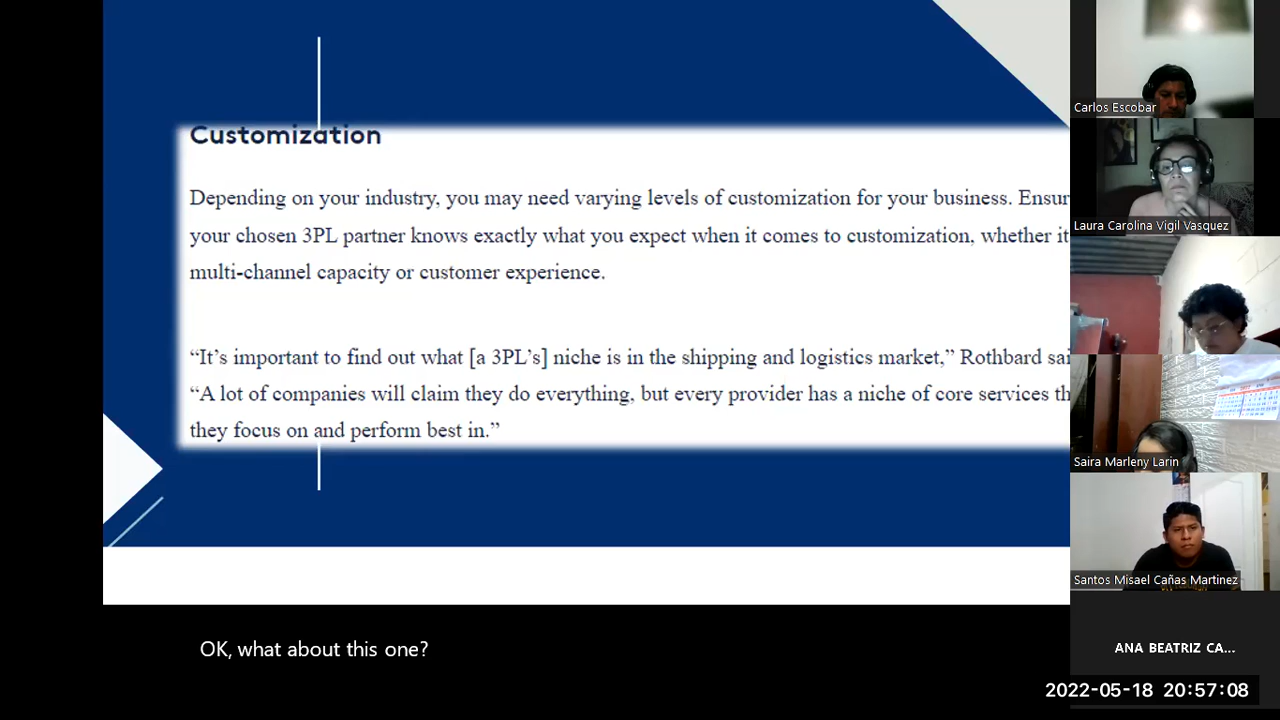 Customization
Depending on your industry, you may need varying levels of customization for your business. Ensur
your chosen 3PL partner knows exactly what you expect when it comes to customization, whether it
multi-channel capacity or customer experience.
“It’s important to find out what [a 3PL’s] niche is in the shipping and logistics market,” Rothbard sai
“A lot of companies will claim they do everything, but every provider has a niche of core services th
they focus on and perform best in.”
OK, what about this one?
Carlos Escobar
Laura Carolina Vigil Vasquez
Saira Marleny Larin
Santos Misael Cañas Martinez
ANA BEATRIZ CA...
2022-05-18 20:57:08